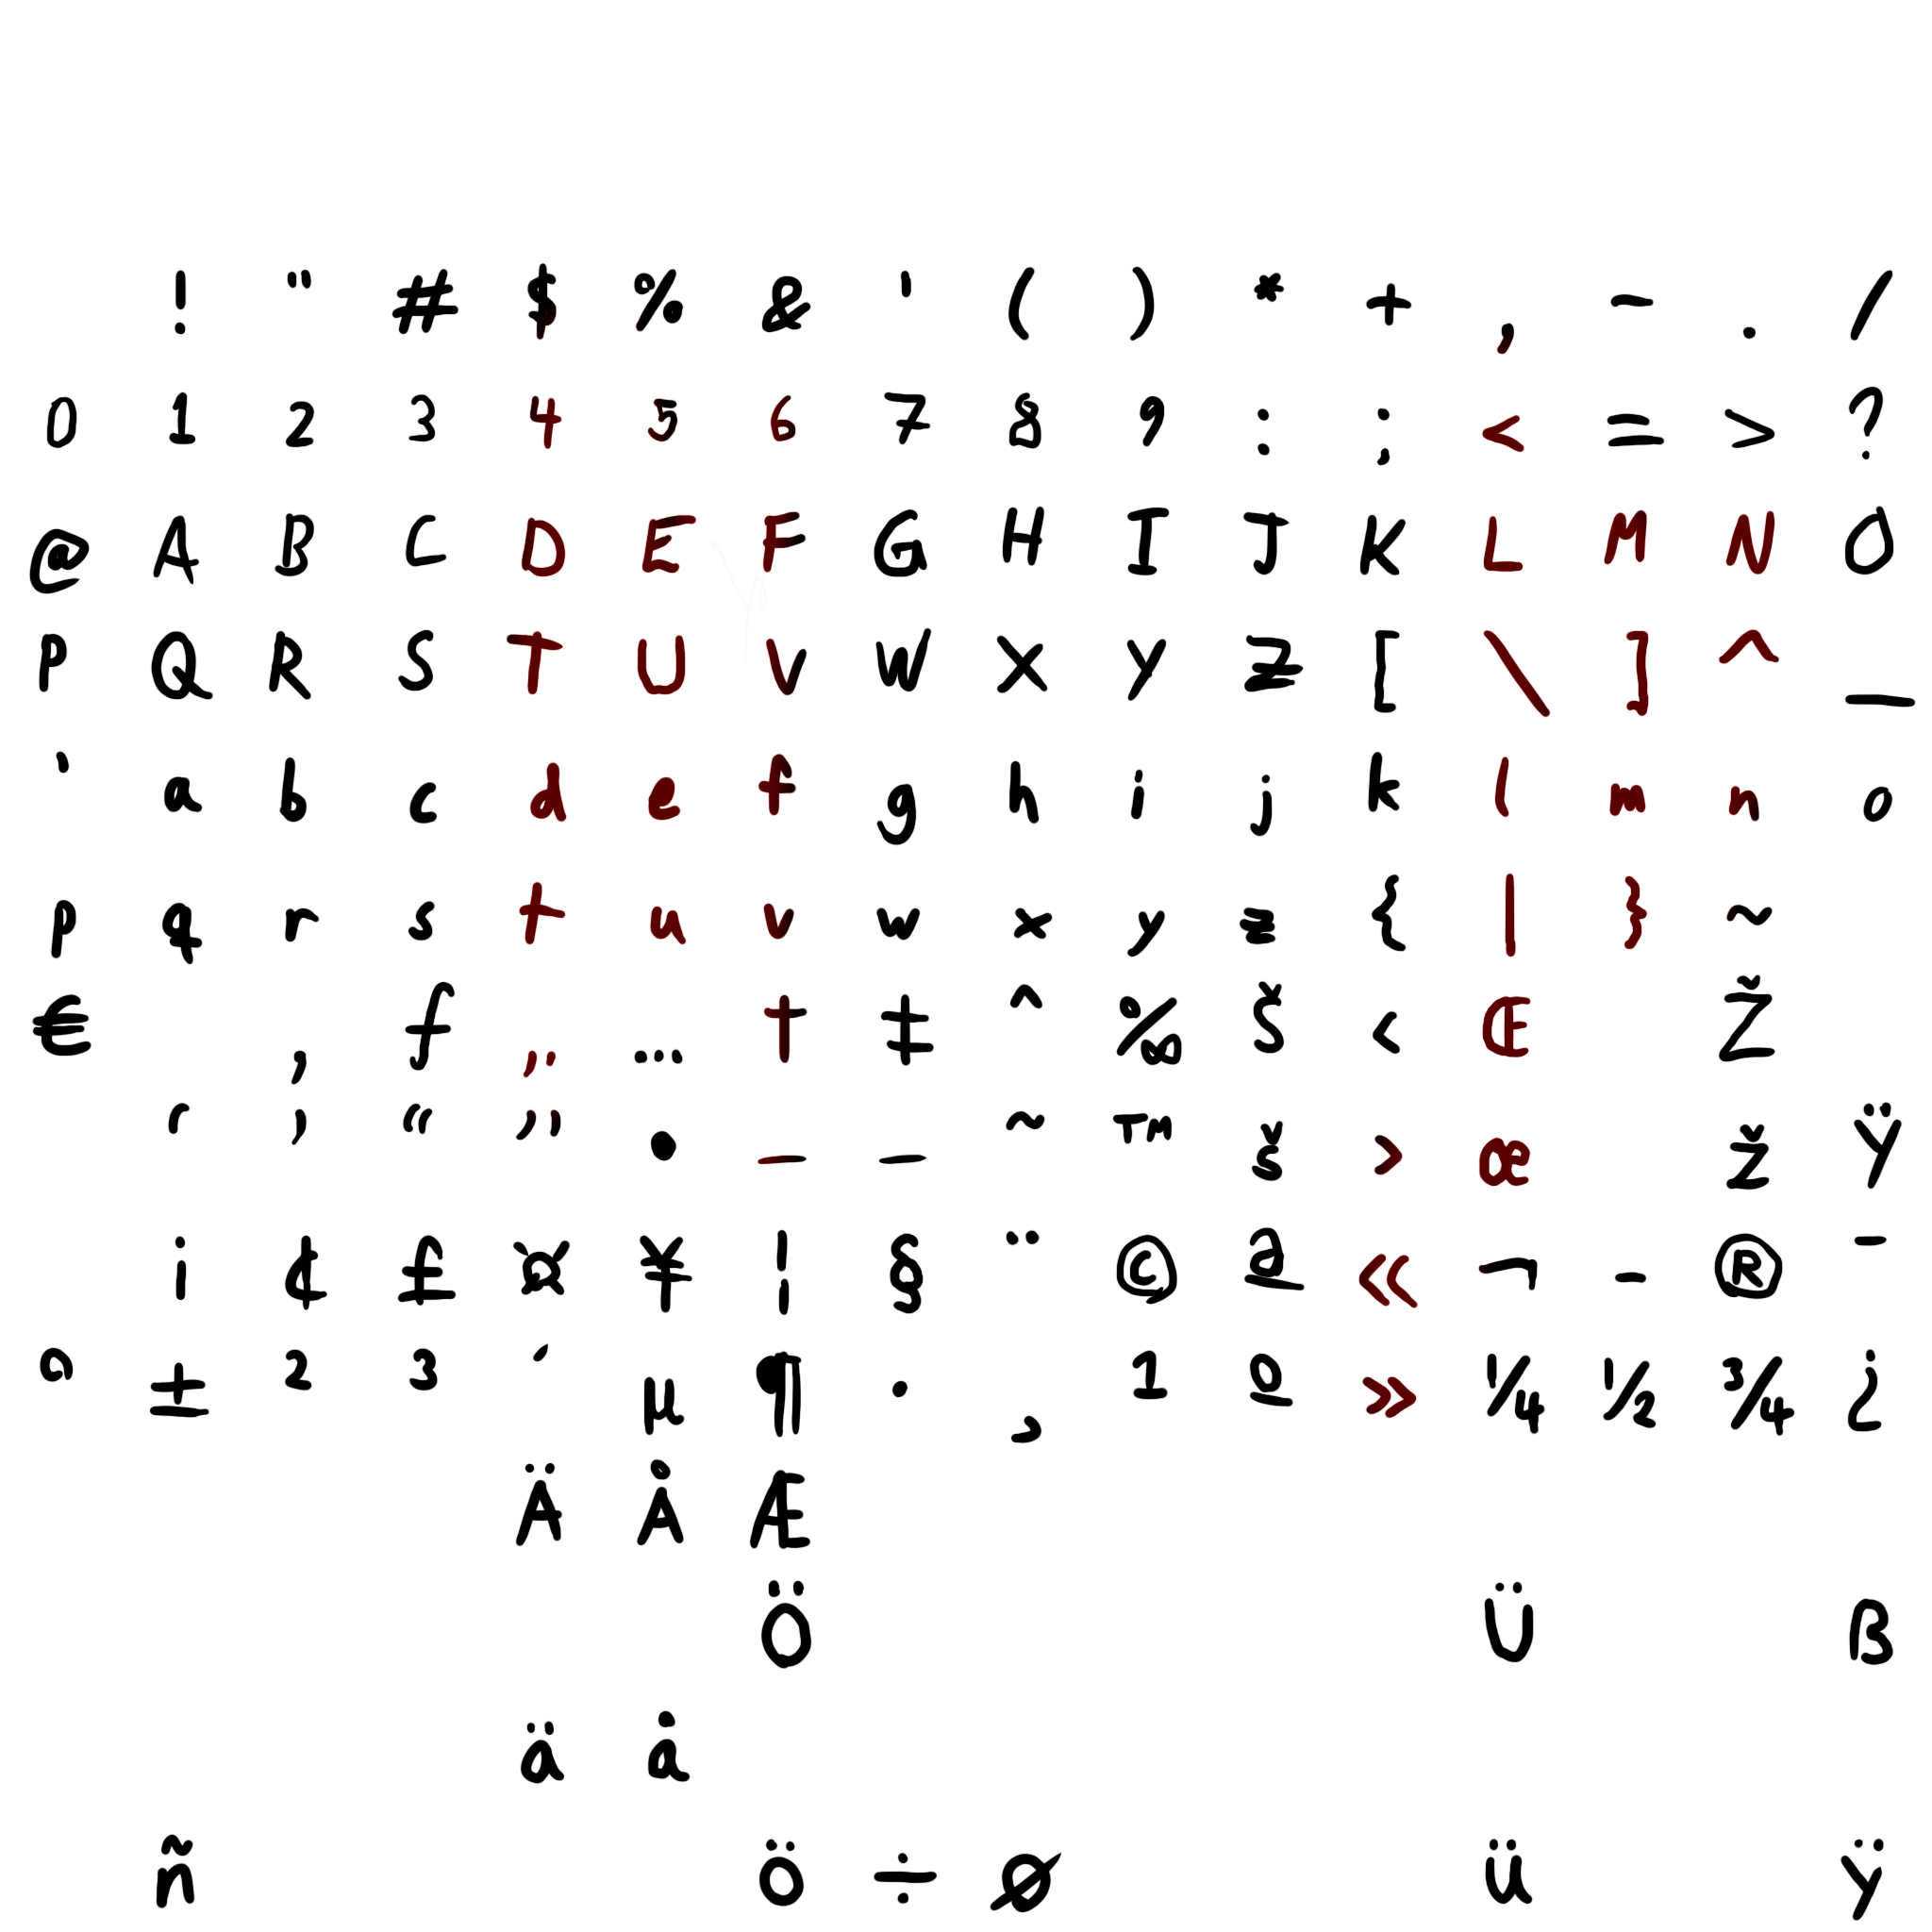 ! " # $ % & ' ( ) * + , - . /
0 1 2 3 4 5 6 7 8 9 : ; < = > ?
@ A B C D E F G H I J K L M N O
P Q R S T U V W X Y Z [ \ ] ^ _
` a b c d e f g h i j k l m n o
p q r s t u v w x y z { | } ~
€ ‚ ƒ „ … † ‡ ˆ ‰ Š ‹ Œ Ž
‘ ’ “ ” • – — ˜ ™ š › œ ž Ÿ
¡ ¢ £ ¤ ¥ ¦ § ¨ © ª « ¬ - ® ¯
° ± ² ³ ´ µ ¶ · ¸ ¹ º » ¼ ½ ¾ ¿
Ä Å Æ
Ö Ü ß
ä å
ñ ö ÷ ø ü ÿ